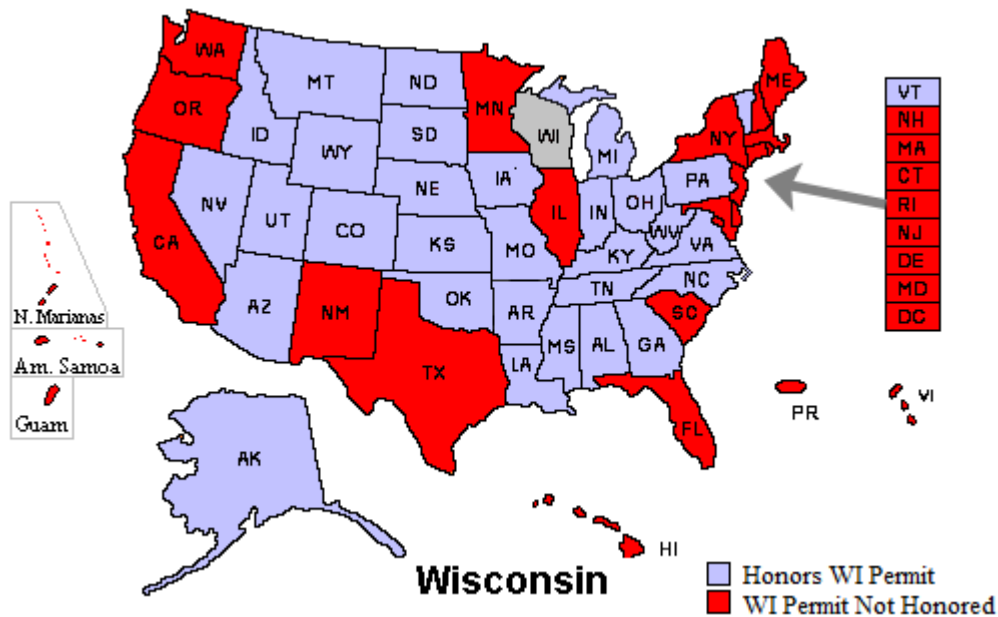 WA
MT
ND
MN
ME
VT
OR
ID
SD
WI
NY
NH
WY
MI
MA
NE
IA
PA
CT
NV
UT
CO
IL
IN
OH
RI
CA
KS
MO
WV
VA
NJ
KY
DE
AZ
NM
OK
AR
TN
NC
MD
SC
DC
N. Marianas
MS
AL
GA
Am. Samoa
TX
LA
FL
PR
VI
Guam
AK
HI
Wisconsin
Honors WI Permit
WI Permit Not Honored